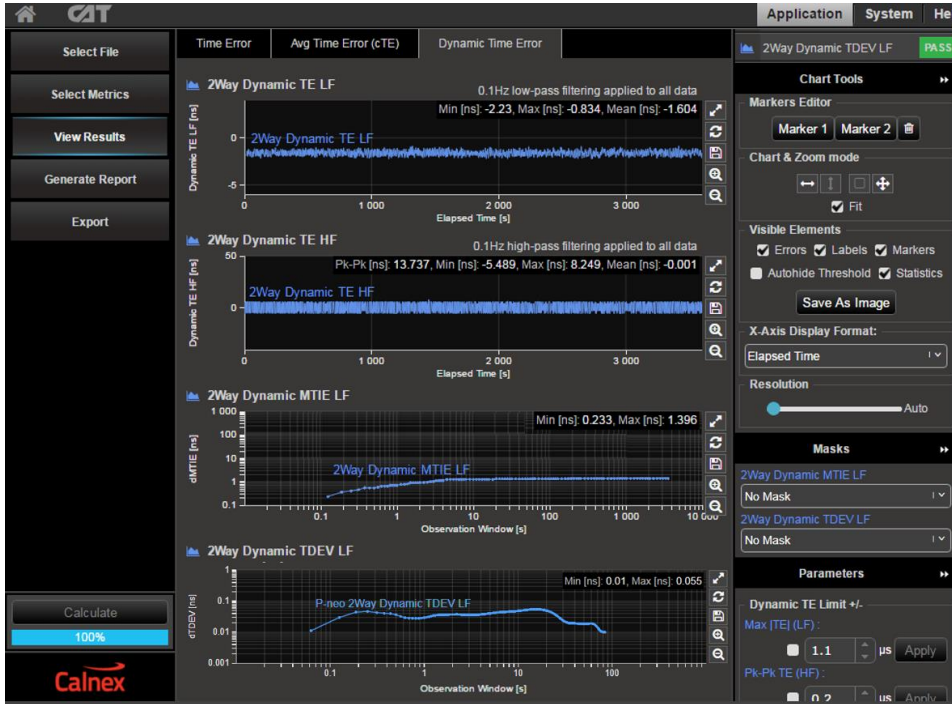 CAT
Application System He
Select File
Select Metrics
View Results
Generate Report
Export
Calculate
100%
Calnex
Time Error Avg Time Error (cTE) Dynamic Time Error
2Way Dynamic TE LF
0.1Hz low-pass filtering applied to all data
Min [ns]: -2.23, Max [ns]: -0.834, Mean [ns]: -1.604
2Way Dynamic TE LF
Dynamic TE LF [ns]
0
-5
0 1 000 2 000 3 000
Elapsed Time [s]
2Way Dynamic TE HF
0.1Hz high-pass filtering applied to all data
Pk-Pk [ns]: 13.737, Min [ns]: -5.489, Max [ns]: 8.249, Mean [ns]: -0.001
2Way Dynamic TE HF
Dynamic TE HF [ns]
50
0
0 1 000 2 000 3 000
Elapsed Time [s]
2Way Dynamic MTIE LF
Min [ns]: 0.233, Max [ns]: 1.396
2Way Dynamic MTIE LF
dMTIE [ns]
1 000
100
10
1
0.1
0.1 1 10 100 1 000 10 000
Observation Window [s]
2Way Dynamic TDEV LF
Min [ns]: 0.01, Max [ns]: 0.055
P-neo 2Way Dynamic TDEV LF
dTDEV [ns]
1
0.1
0.01
0.001
0.1 1 10 100
Observation Window [s]
2Way Dynamic TDEV LF PASS
Chart Tools
Markers Editor
Marker 1 Marker 2
Chart & Zoom mode
Fit
Visible Elements
Errors Labels Markers
Autohide Threshold Statistics
Save As Image
X-Axis Display Format:
Elapsed Time
Resolution
Auto
Masks
2Way Dynamic MTIE LF
No Mask
2Way Dynamic TDEV LF
No Mask
Parameters
Dynamic TE Limit +/-
Max |TE| (LF) :
1.1 µs Apply
Pk-Pk TE (HF) :
0.2 µs Apply